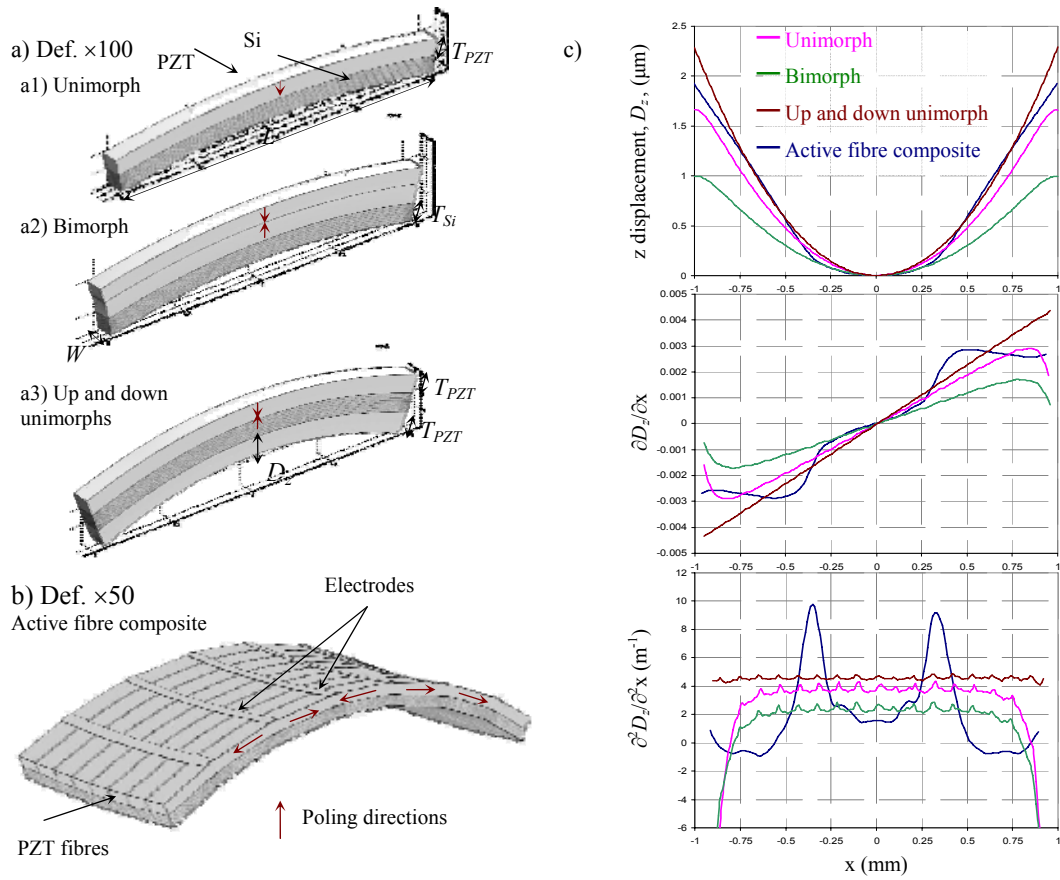 a) Def. ×100
PZT
Si
T_PZT
a1) Unimorph
L
a2) Bimorph
T_Si
W
a3) Up and down
unimorphs
T_PZT
T_PZT
D_z
b) Def. ×50
Active fibre composite
Electrodes
Poling directions
PZT fibres
c)
z displacement, D_z, (μm)
2.5
2
1.5
1
0.5
0
Unimorph
Bimorph
Up and down unimorph
Active fibre composite
-1 -0.75 -0.5 -0.25 0 0.25 0.5 0.75 1
∂D_z/∂x
0.005
0.004
0.003
0.002
0.001
0
-0.001
-0.002
-0.003
-0.004
-0.005
-1 -0.75 -0.5 -0.25 0 0.25 0.5 0.75 1
∂²D_z/∂²x (m⁻¹)
12
10
8
6
4
2
0
-2
-4
-6
-1 -0.75 -0.5 -0.25 0 0.25 0.5 0.75 1
x (mm)